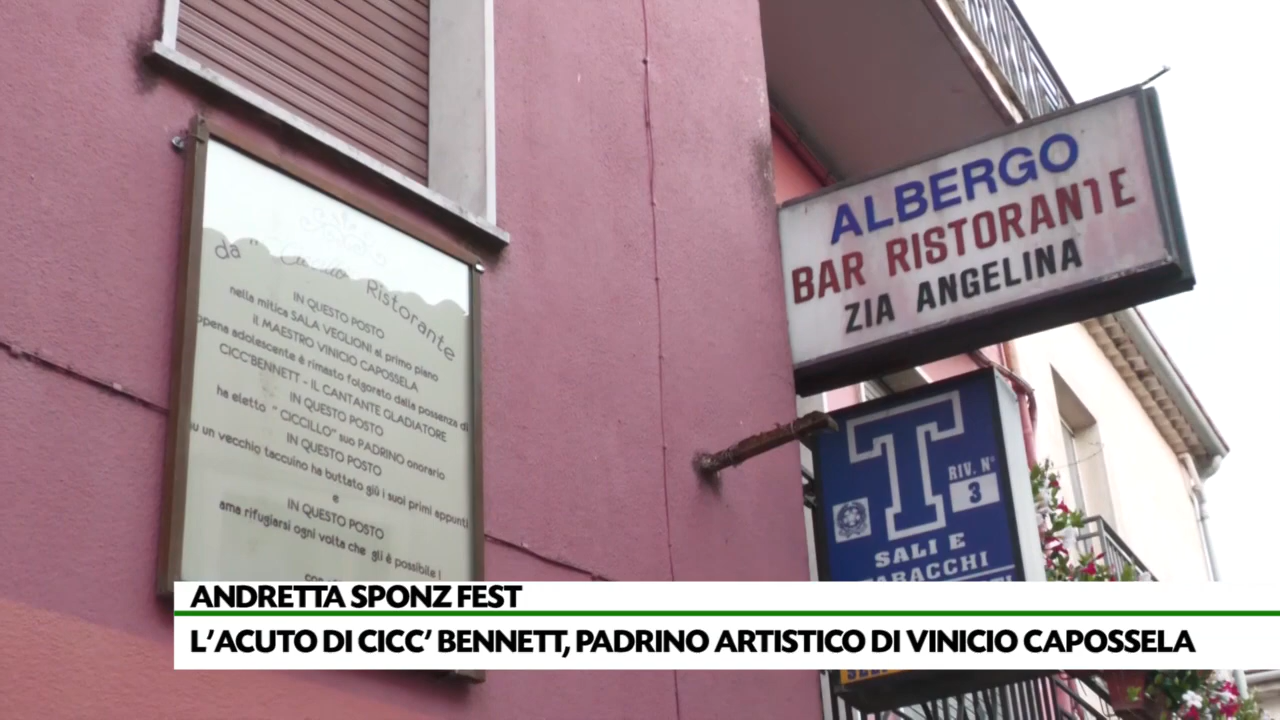 da "
Ristorante
IN QUESTO POSTO
nella mitica SALA VEGLIONI al primo piano
il MAESTRO VINICIO CAPOSSELA
ppena adolescente è rimasto folgorato dalla possenza di
CICC'BENNETT - IL CANTANTE GLADIATORE
IN QUESTO POSTO
ha eletto "CICCILLO" suo PADRINO onorario
IN QUESTO POSTO
u un vecchio taccuino ha buttato giù i suoi primi appunti
e
IN QUESTO POSTO
ama rifugiarsi ogni volta che gli è possibile
ALBERGO
BAR RISTORANTE
ZIA ANGELINA
T
RIV. N°
3
SALI E
TABACCHI
ANDRETTA SPONZ FEST
L'ACUTO DI CICC' BENNETT, PADRINO ARTISTICO DI VINICIO CAPOSSELA